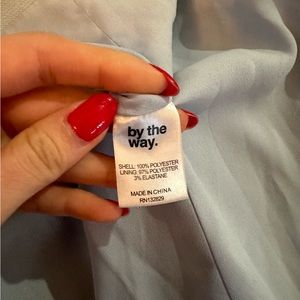 by the
way.
SHELL: 100% POLYESTER
LINING: 97% POLYESTER
3% ELASTANE
MADE IN CHINA
RN132829